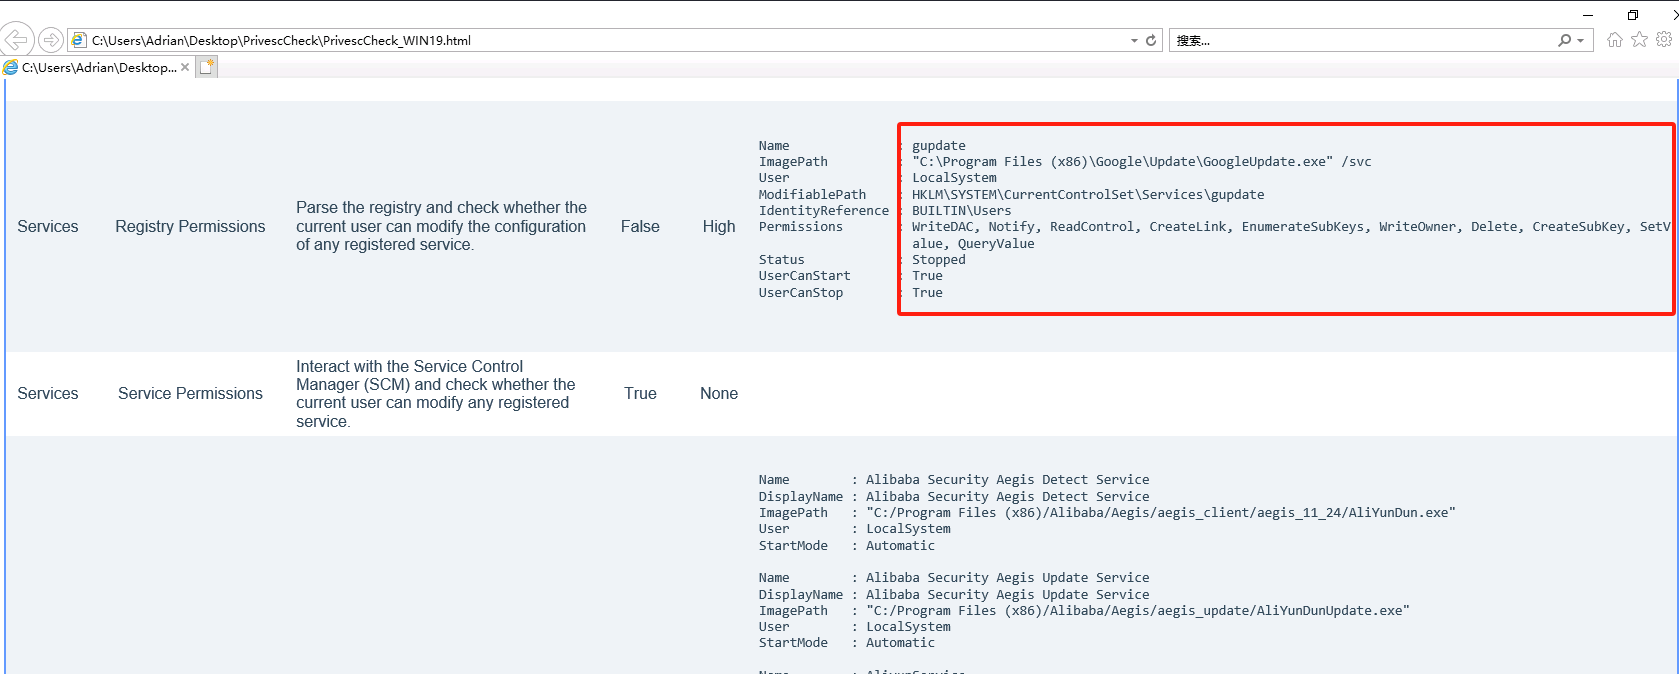 C:\Users\Adrian\Desktop\PrivescCheck\PrivescCheck_WIN19.html
搜索...
C:\Users\Adrian\Desktop...
Services
Registry Permissions
Parse the registry and check whether the
current user can modify the configuration
of any registered service.
False
High
Name : gupdate
ImagePath : "C:\Program Files (x86)\Google\Update\GoogleUpdate.exe" /svc
User : LocalSystem
ModifiablePath : HKLM\SYSTEM\CurrentControlSet\Services\gupdate
IdentityReference : BUILTIN\Users
Permissions : WriteDAC, Notify, ReadControl, CreateLink, EnumerateSubKeys, WriteOwner, Delete, CreateSubKey, SetV
alue, QueryValue
Status : Stopped
UserCanStart : True
UserCanStop : True
Services
Service Permissions
Interact with the Service Control
Manager (SCM) and check whether the
current user can modify any registered
service.
True
None
Name : Alibaba Security Aegis Detect Service
DisplayName : Alibaba Security Aegis Detect Service
ImagePath : "C:/Program Files (x86)/Alibaba/Aegis/aegis_client/aegis_11_24/AliYunDun.exe"
User : LocalSystem
StartMode : Automatic
Name : Alibaba Security Aegis Update Service
DisplayName : Alibaba Security Aegis Update Service
ImagePath : "C:/Program Files (x86)/Alibaba/Aegis/aegis_update/AliYunDunUpdate.exe"
User : LocalSystem
StartMode : Automatic
Name : AliyunService